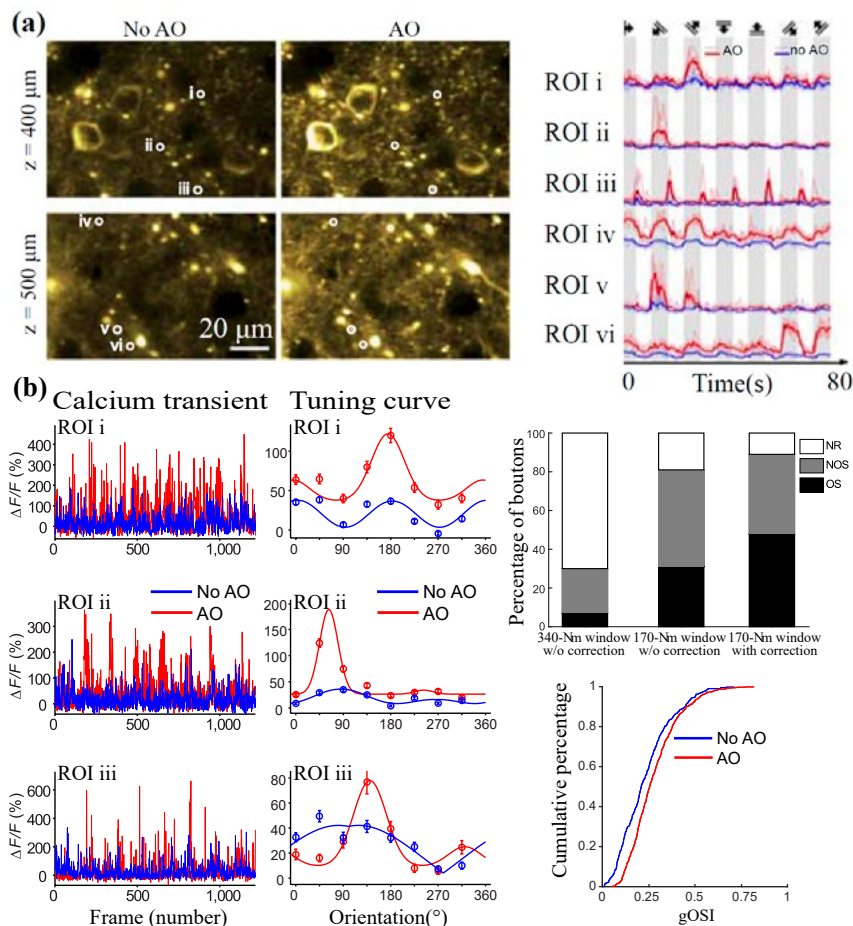 (a)
No AO
AO
z = 400 μm
i
ii
iii
z = 500 μm
iv
v
vi
20 μm
AO
no AO
ROI i
ROI ii
ROI iii
ROI iv
ROI v
ROI vi
0
Time(s)
80
(b)
Calcium transient
Tuning curve
ROI i
ΔF/F (%)
400
300
200
100
0
0
500
1,000
ROI i
100
50
0
0
90
180
270
360
ROI ii
No AO
AO
ΔF/F (%)
300
200
100
0
0
500
1,000
ROI ii
200
150
100
50
0
0
90
180
270
360
ROI iii
ΔF/F (%)
600
400
200
0
0
500
1,000
Frame (number)
ROI iii
80
60
40
20
0
0
90
180
270
360
Orientation(°)
Percentage of boutons
100
80
60
40
20
0
NR
NOS
OS
340-Nm window
w/o correction
170-Nm window
w/o correction
170-Nm window
with correction
Cumulative percentage
1
0.8
0.6
0.4
0.2
0
No AO
AO
0
0.25
0.5
0.75
1
gOSI